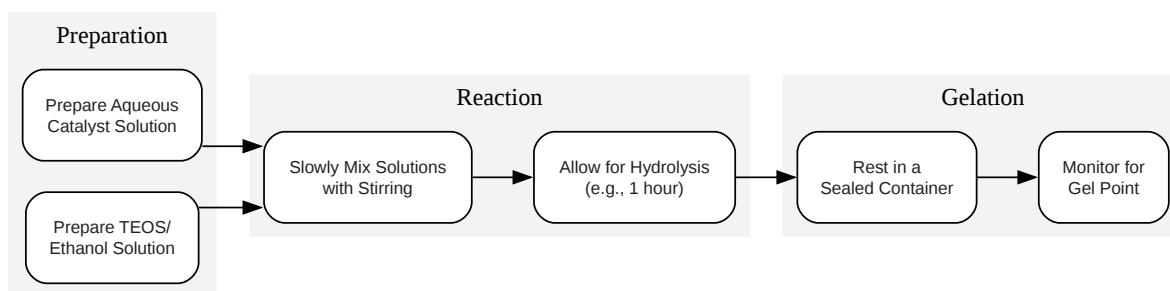 Preparation
Prepare Aqueous
Catalyst Solution
Prepare TEOS/
Ethanol Solution
Reaction
Slowly Mix Solutions
with Stirring
Allow for Hydrolysis
(e.g., 1 hour)
Gelation
Rest in a
Sealed Container
Monitor for
Gel Point